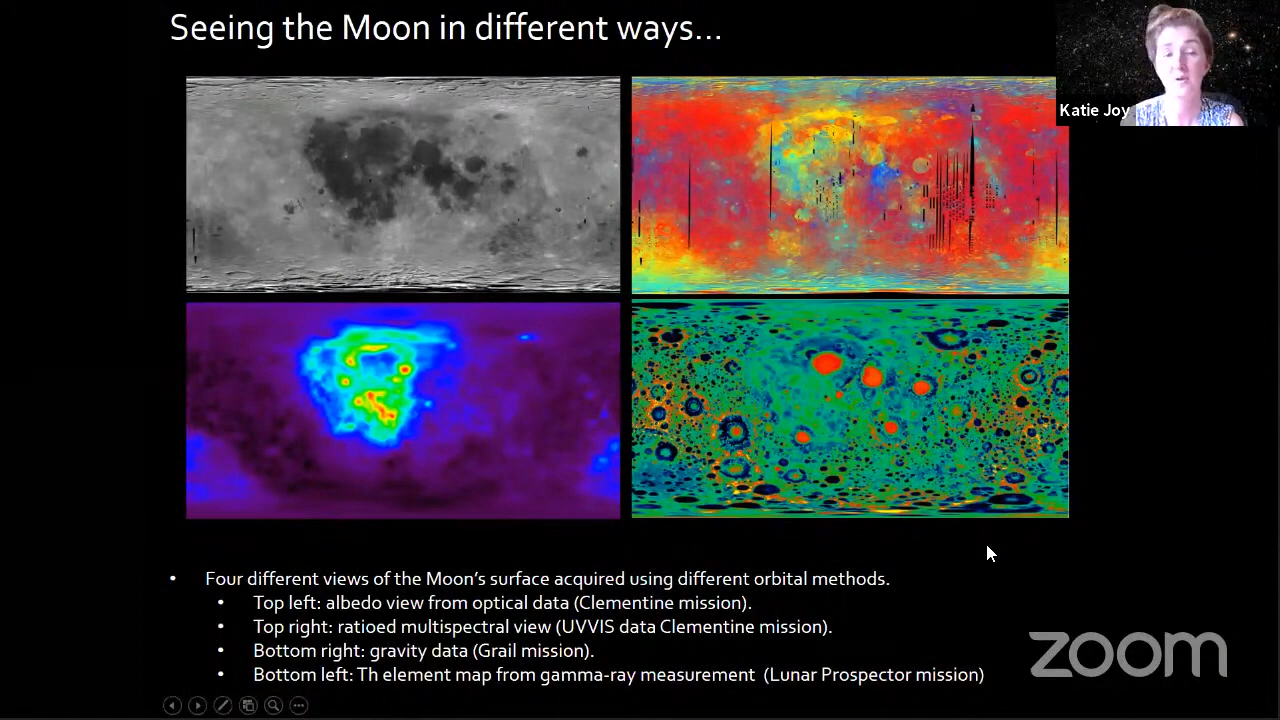 Seeing the Moon in different ways...
Katie Joy
• Four different views of the Moon's surface acquired using different orbital methods.
• Top left: albedo view from optical data (Clementine mission).
• Top right: ratioed multispectral view (UVVIS data Clementine mission).
• Bottom right: gravity data (Grail mission).
• Bottom left: Th element map from gamma-ray measurement (Lunar Prospector mission)
zoom